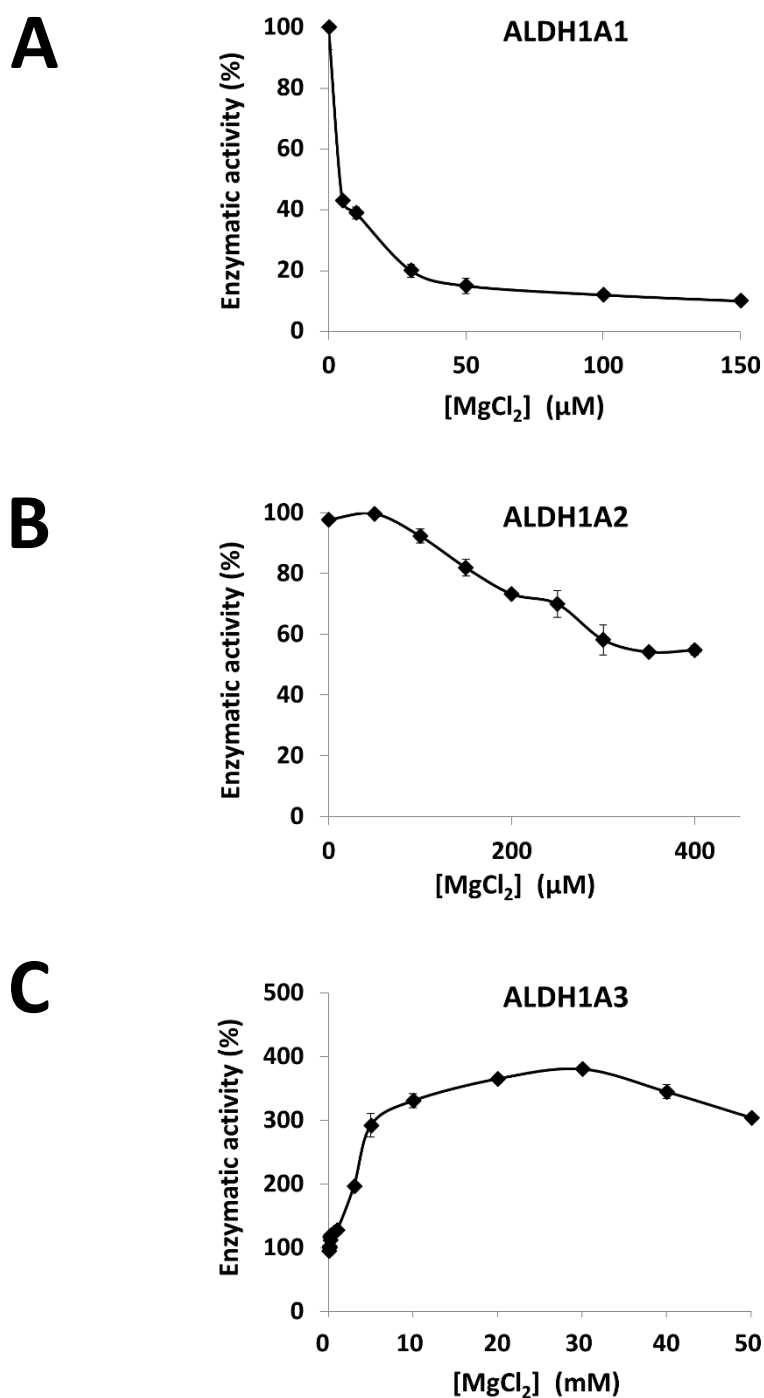 A
ALDH1A1
Enzymatic activity (%)
100
80
60
40
20
0
0 50 100 150
[MgCl₂] (µM)
B
ALDH1A2
Enzymatic activity (%)
100
80
60
40
20
0
0 200 400
[MgCl₂] (µM)
C
ALDH1A3
Enzymatic activity (%)
500
400
300
200
100
0
0 10 20 30 40 50
[MgCl₂] (mM)